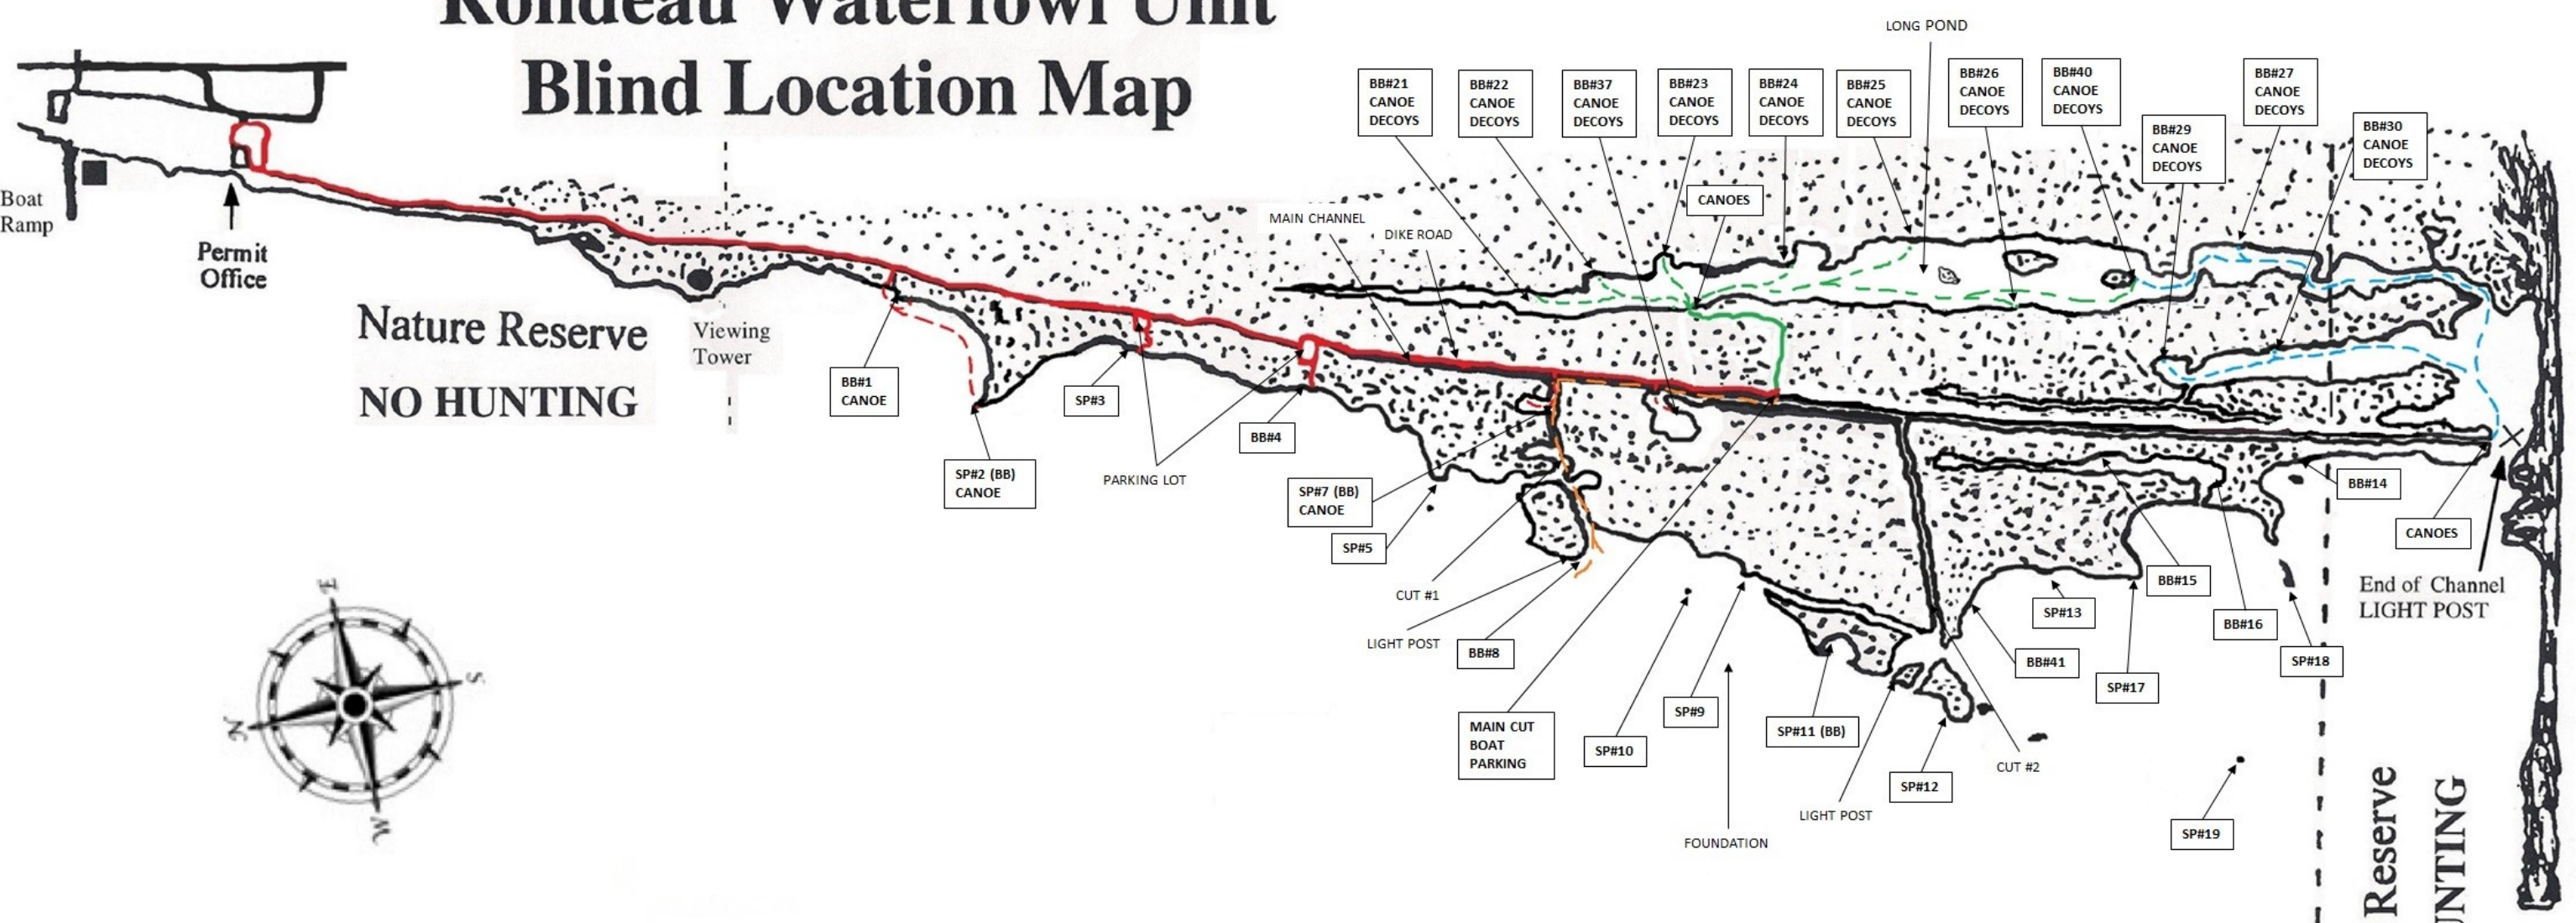 Rondeau Waterfowl Unit
Blind Location Map
LONG POND
BB#21
CANOE
DECOYS
BB#22
CANOE
DECOYS
BB#37
CANOE
DECOYS
BB#23
CANOE
DECOYS
BB#24
CANOE
DECOYS
BB#25
CANOE
DECOYS
BB#26
CANOE
DECOYS
BB#40
CANOE
DECOYS
BB#29
CANOE
DECOYS
BB#27
CANOE
DECOYS
BB#30
CANOE
DECOYS
CANOES
MAIN CHANNEL
DIKE ROAD
Boat
Ramp
Permit
Office
Nature Reserve
NO HUNTING
Viewing
Tower
BB#1
CANOE
SP#2 (BB)
CANOE
SP#3
PARKING LOT
BB#4
SP#7 (BB)
CANOE
SP#5
CUT #1
LIGHT POST
BB#8
MAIN CUT
BOAT
PARKING
SP#10
SP#9
FOUNDATION
SP#11 (BB)
LIGHT POST
SP#12
CUT #2
BB#41
SP#13
SP#17
BB#15
BB#16
SP#18
SP#19
BB#14
CANOES
End of Channel
LIGHT POST
Reserve
UNTING
E
S
N
W